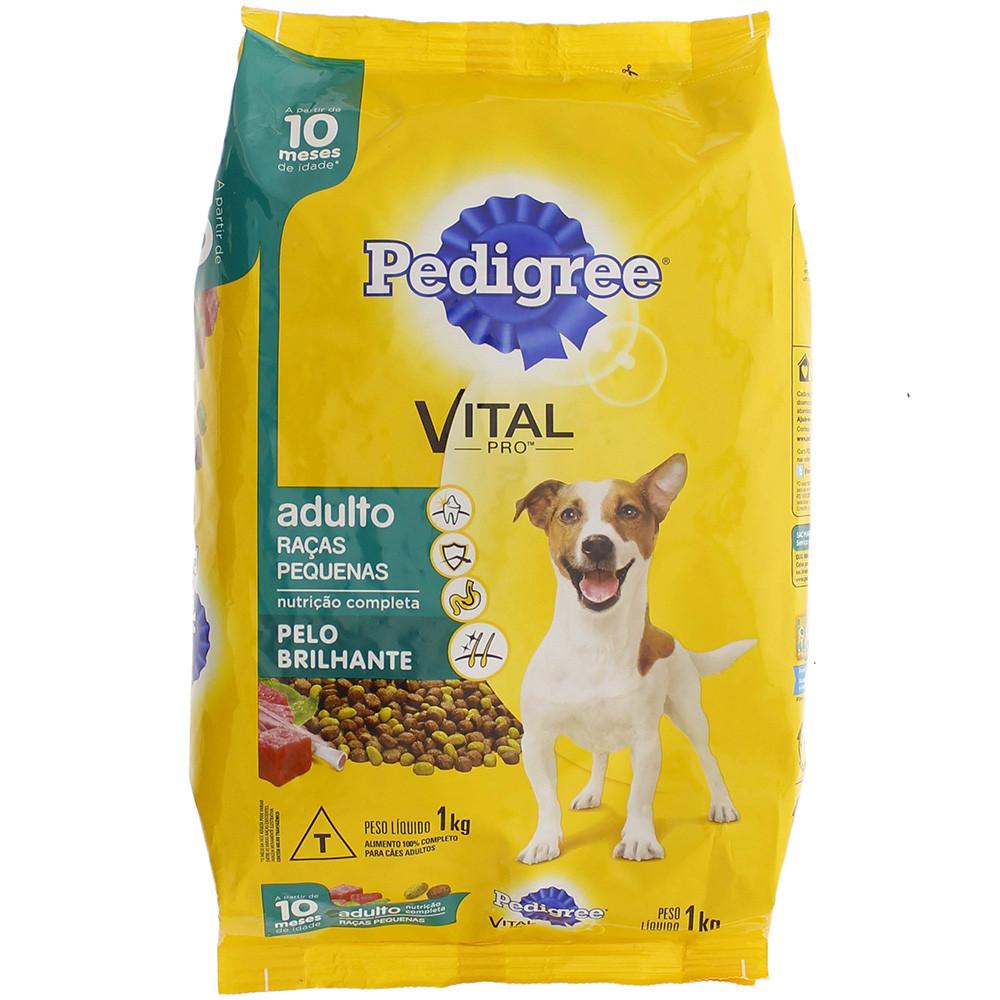 A partir de
10
meses
de idade*
A partir de
Pedigree®
VITAL
PRO™
adulto
RAÇAS
PEQUENAS
nutrição completa
PELO
BRILHANTE
T
PESO LÍQUIDO 1kg
ALIMENTO 100% COMPLETO
PARA CÃES ADULTOS
A partir de
10
meses
de idade
adulto nutrição
completa
RAÇAS PEQUENAS
Pedigree
VITAL
PESO
LÍQUIDO 1kg